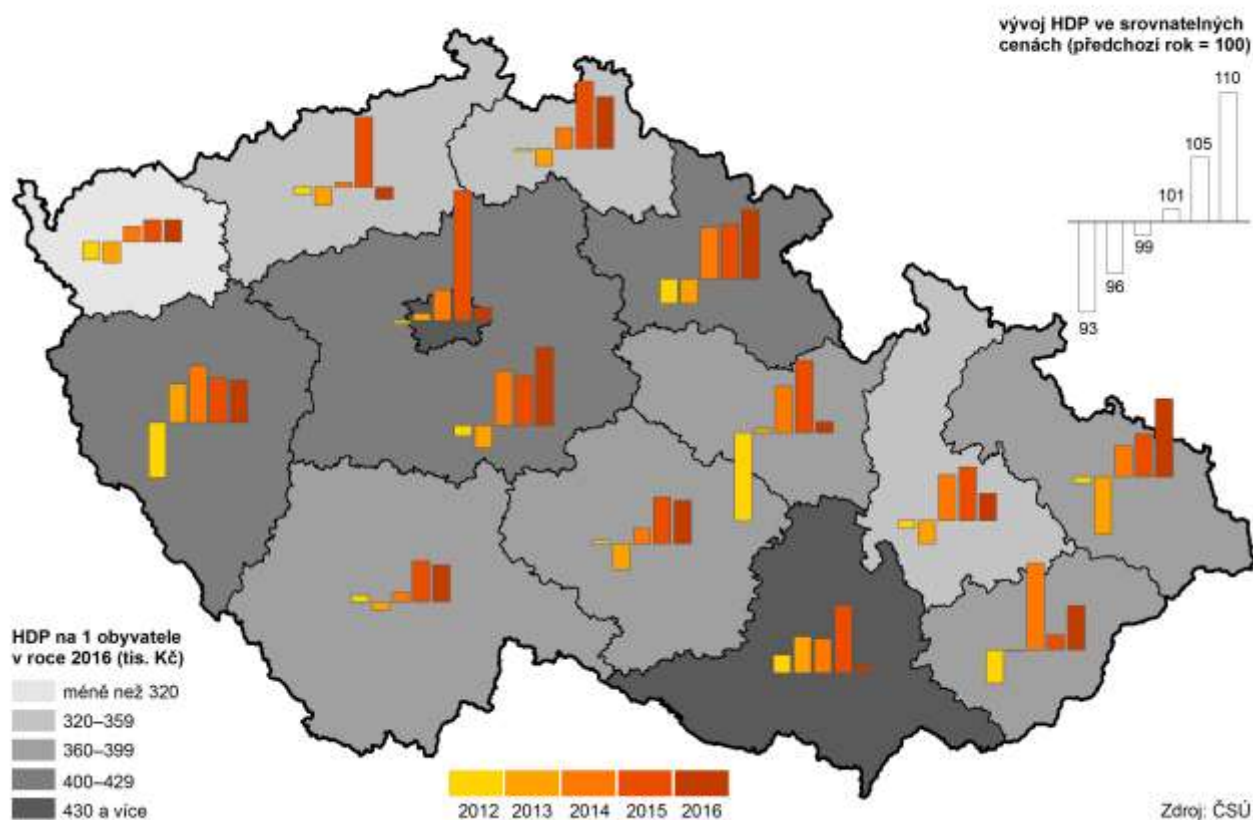 vývoj HDP ve srovnatelných
cenách (předchozí rok = 100)
110
105
101
99
96
93
HDP na 1 obyvatele
v roce 2016 (tis. Kč)
méně než 320
320–359
360–399
400–429
430 a více
2012 2013 2014 2015 2016
Zdroj: ČSÚ